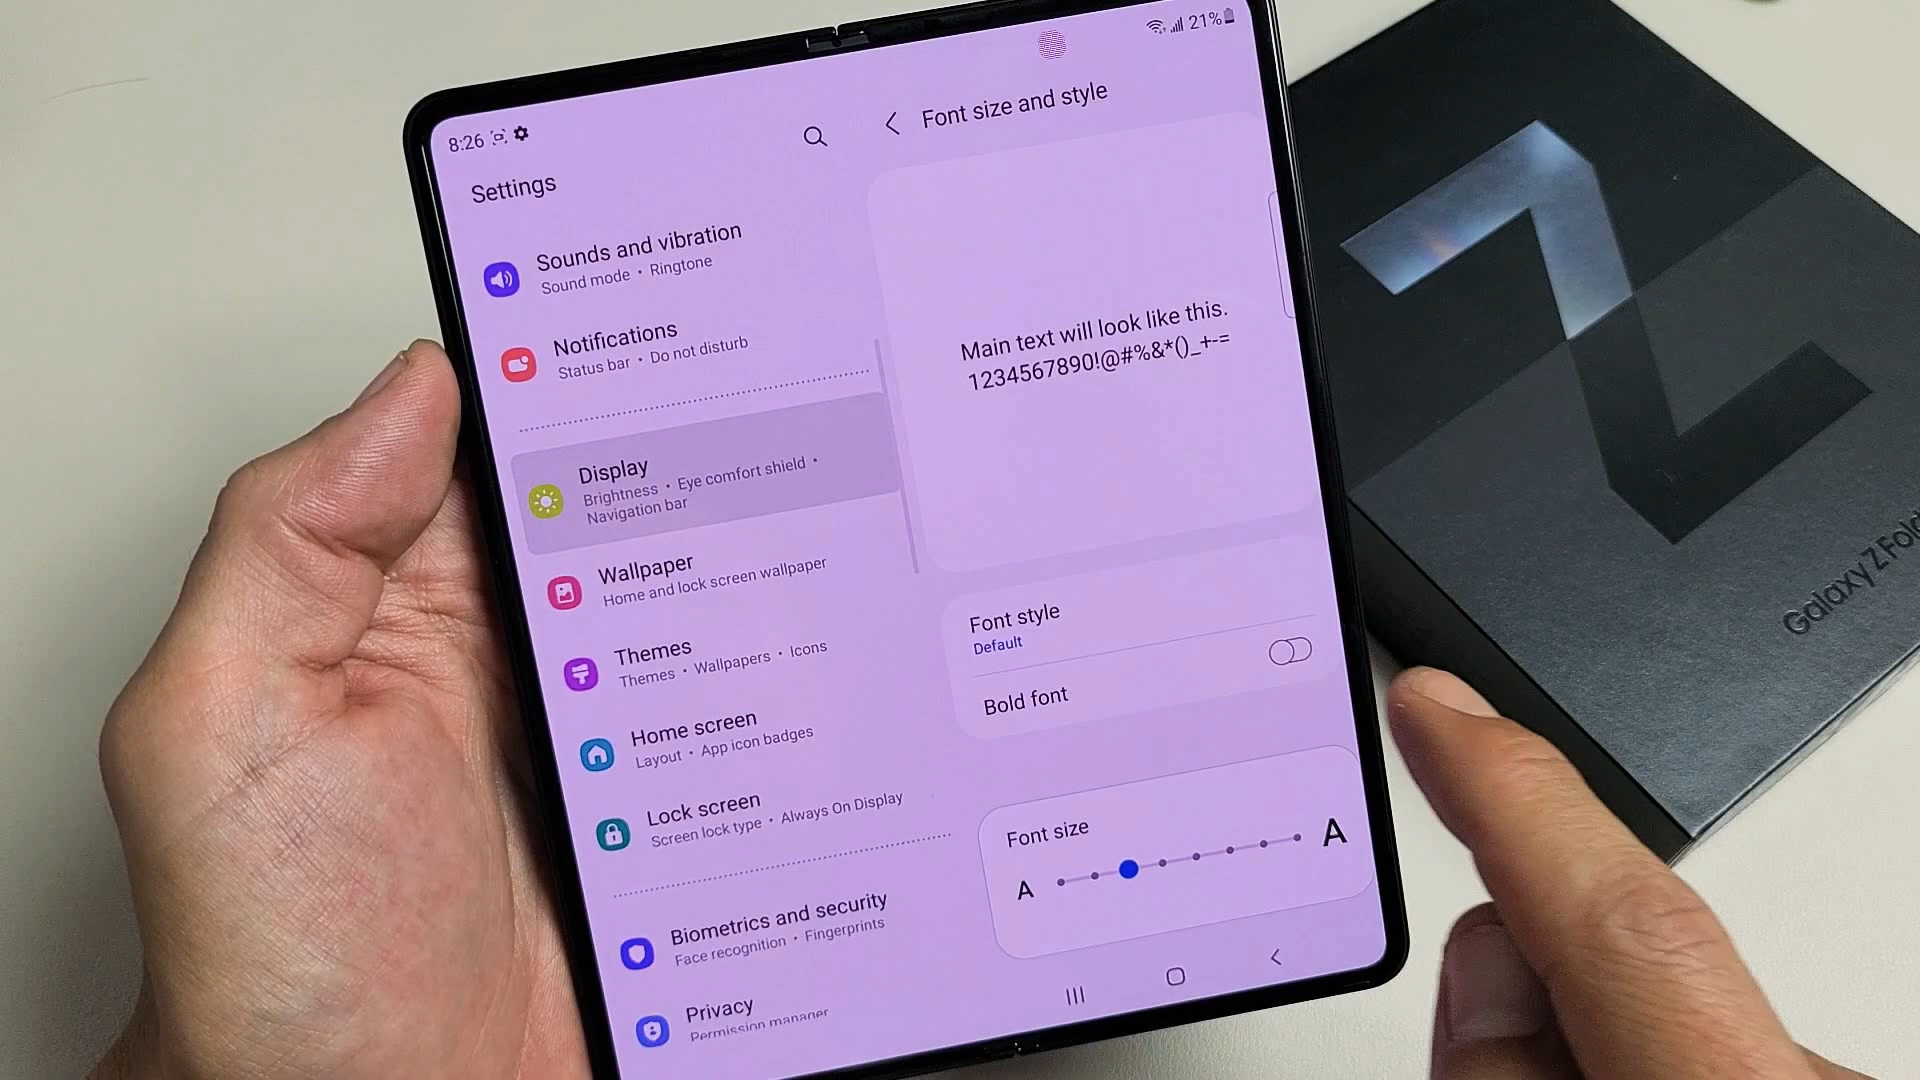 8:26
21%
Settings
Sounds and vibration
Sound mode • Ringtone
Notifications
Status bar • Do not disturb
Display
Brightness • Eye comfort shield •
Navigation bar
Wallpaper
Home and lock screen wallpaper
Themes
Themes • Wallpapers • Icons
Home screen
Layout • App icon badges
Lock screen
Screen lock type • Always On Display
Biometrics and security
Face recognition • Fingerprints
Privacy
Permission manager
Font size and style
Main text will look like this.
1234567890!@#%&*()_+-=
Font style
Default
Bold font
Font size
A
A
Z
Galaxy Z Fold